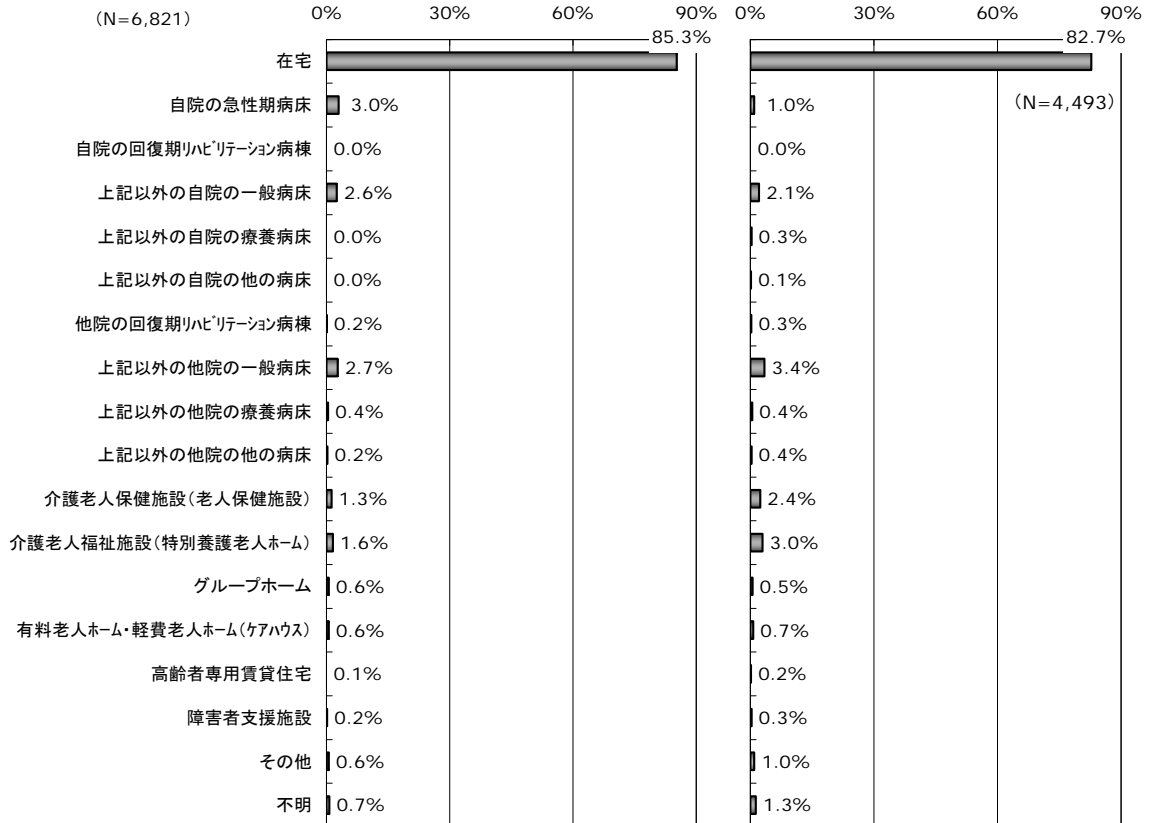 (N=6,821)
0% 30% 60% 90% 0% 30% 60% 90%
在宅 85.3% 82.7%
自院の急性期病床 3.0% 1.0% (N=4,493)
自院の回復期ﾘﾊﾋﾞﾘﾃｰｼｮﾝ病棟 0.0% 0.0%
上記以外の自院の一般病床 2.6% 2.1%
上記以外の自院の療養病床 0.0% 0.3%
上記以外の自院の他の病床 0.0% 0.1%
他院の回復期ﾘﾊﾋﾞﾘﾃｰｼｮﾝ病棟 0.2% 0.3%
上記以外の他院の一般病床 2.7% 3.4%
上記以外の他院の療養病床 0.4% 0.4%
上記以外の他院の他の病床 0.2% 0.4%
介護老人保健施設(老人保健施設) 1.3% 2.4%
介護老人福祉施設(特別養護老人ﾎｰﾑ) 1.6% 3.0%
グループホーム 0.6% 0.5%
有料老人ﾎｰﾑ・軽費老人ﾎｰﾑ(ｹｱﾊｳｽ) 0.6% 0.7%
高齢者専用賃貸住宅 0.1% 0.2%
障害者支援施設 0.2% 0.3%
その他 0.6% 1.0%
不明 0.7% 1.3%